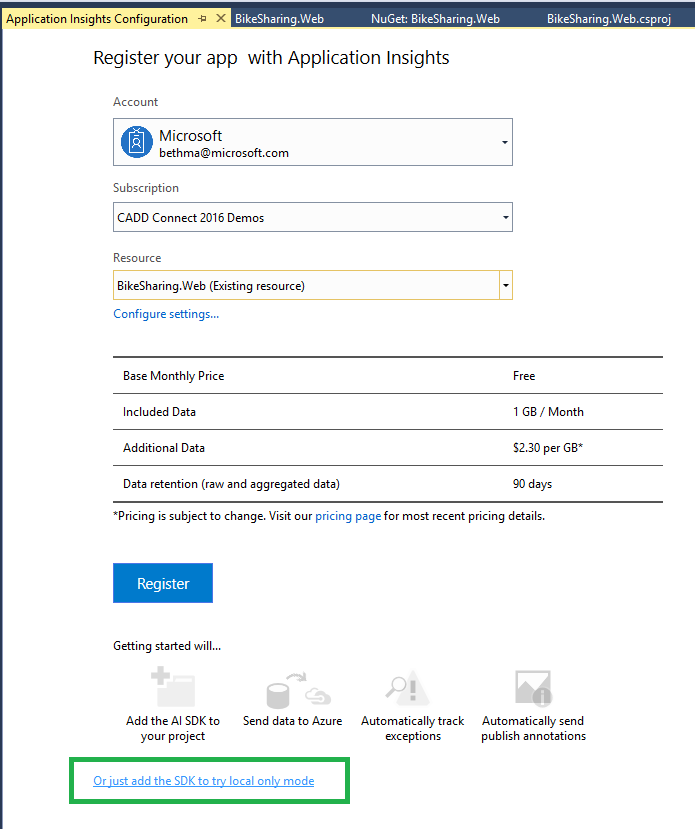 Application Insights Configuration
BikeSharing.Web
NuGet: BikeSharing.Web
BikeSharing.Web.csproj
Register your app  with Application Insights
Account
Microsoft
bethma@microsoft.com
Subscription
CADD Connect 2016 Demos
Resource
BikeSharing.Web (Existing resource)
Configure settings...
Base Monthly Price Free
Included Data 1 GB / Month
Additional Data $2.30 per GB*
Data retention (raw and aggregated data) 90 days
*Pricing is subject to change. Visit our pricing page for most recent pricing details.
Register
Getting started will...
Add the AI SDK to
your project
Send data to Azure
Automatically track
exceptions
Automatically send
publish annotations
Or just add the SDK to try local only mode